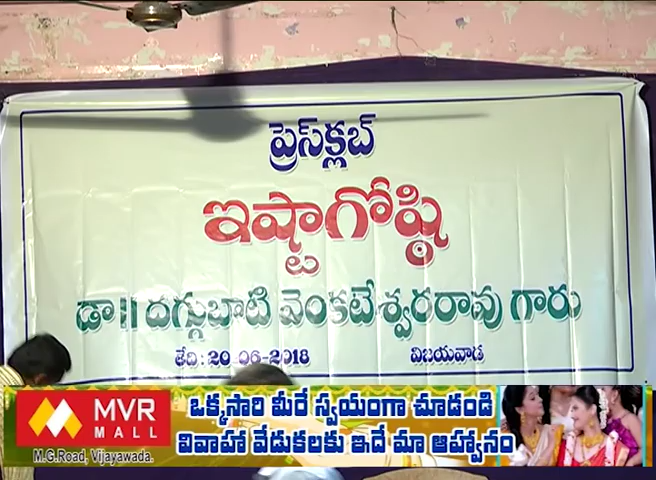 ప్రెస్‌క్లబ్
ఇష్టాగోష్ఠి
డా॥ దగ్గుబాటి వెంకటేశ్వరరావు గారు
తేది : 20-06-2018 విజయవాడ
MVR
MALL
M.G.Road, Vijayawada.
ఒక్కసారి మీరే స్వయంగా చూడండి
వివాహా వేడుకలకు ఇదే మా ఆహ్వానం